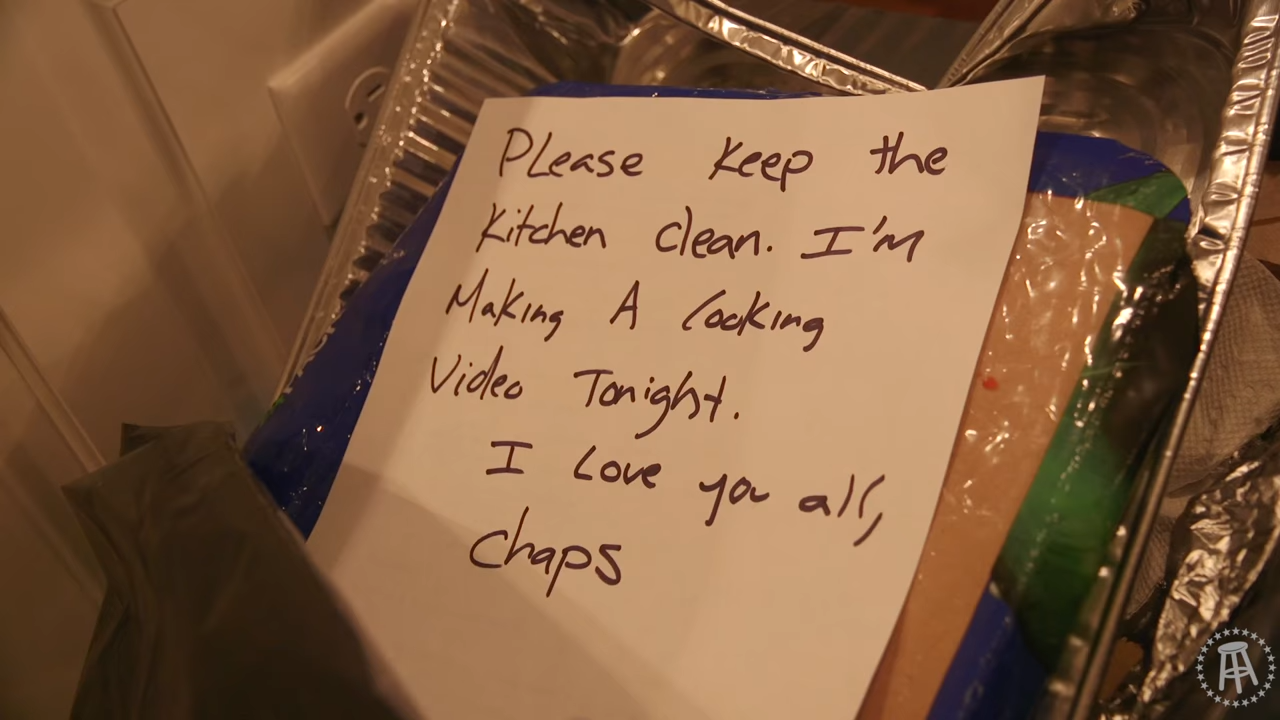 Please keep the
kitchen clean. I'm
Making A Cooking
Video Tonight.
I Love you all,
Chaps